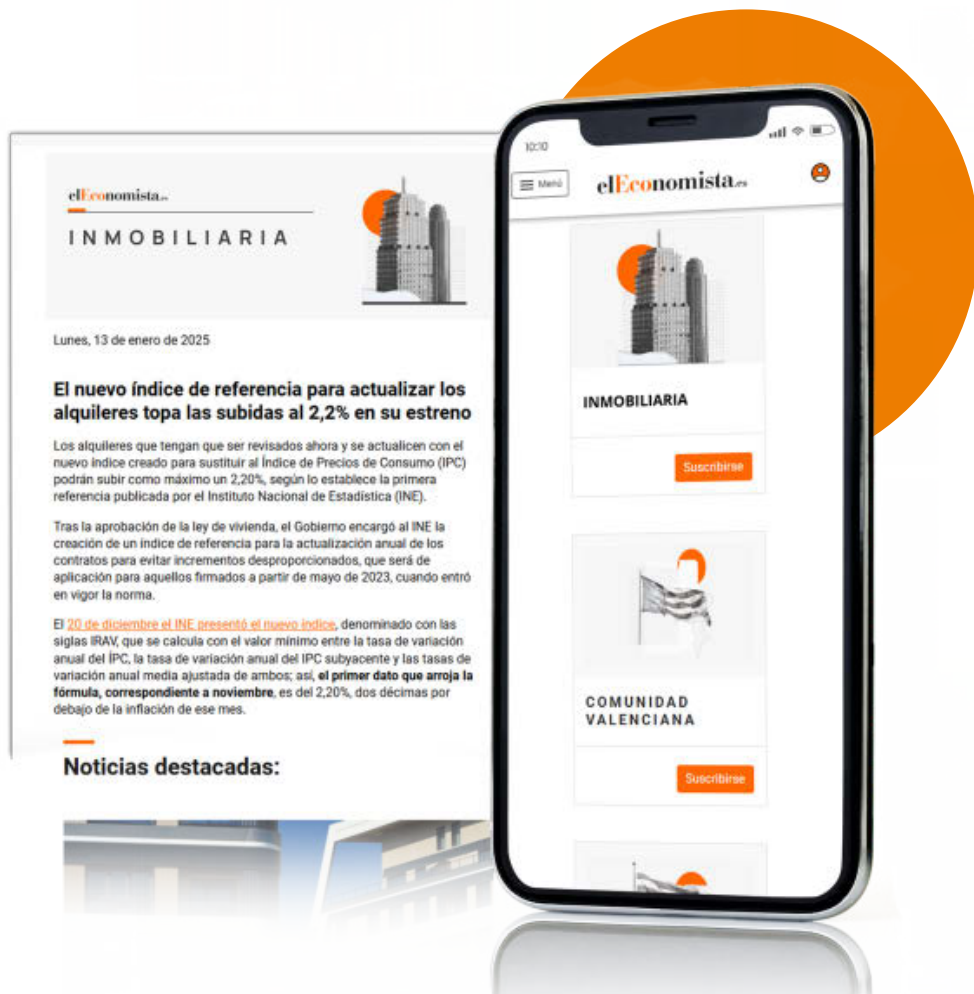 elEconomista.es
INMOBILIARIA
Lunes, 13 de enero de 2025
El nuevo índice de referencia para actualizar los
alquileres topa las subidas al 2,2% en su estreno
Los alquileres que tengan que ser revisados ahora y se actualicen con el
nuevo índice creado para sustituir al Índice de Precios de Consumo (IPC)
podrán subir como máximo un 2,20%, según lo establece la primera
referencia publicada por el Instituto Nacional de Estadística (INE).
Tras la aprobación de la ley de vivienda, el Gobierno encargó al INE la
creación de un índice de referencia para la actualización anual de los
contratos para evitar incrementos desproporcionados, que será de
aplicación para aquellos firmados a partir de mayo de 2023, cuando entró
en vigor la norma.
El 20 de diciembre el INE presentó el nuevo índice, denominado con las
siglas IRAV, que se calcula con el valor mínimo entre la tasa de variación
anual del IPC, la tasa de variación anual del IPC subyacente y las tasas de
variación anual media ajustada de ambos; así, el primer dato que arroja la
fórmula, correspondiente a noviembre, es del 2,20%, dos décimas por
debajo de la inflación de ese mes.
Noticias destacadas:
10:10
Menú
elEconomista.es
INMOBILIARIA
Suscribirse
COMUNIDAD
VALENCIANA
Suscribirse